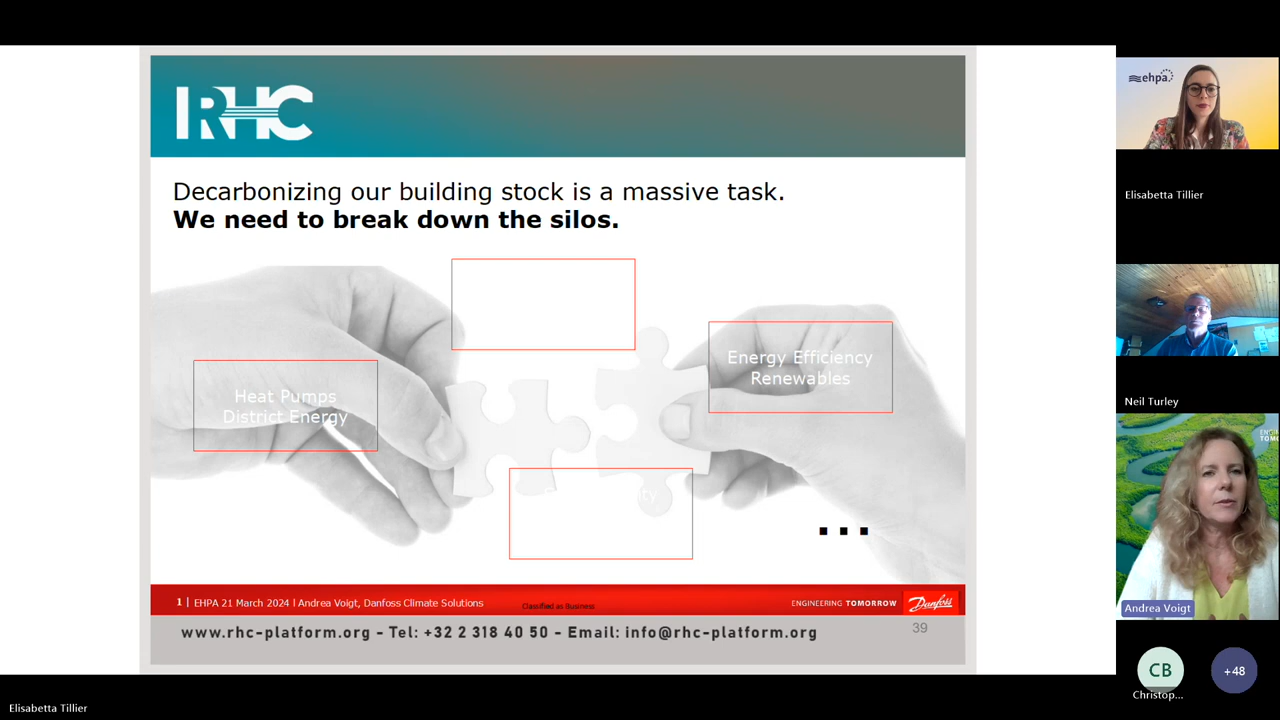 RHC
Decarbonizing our building stock is a massive task.
We need to break down the silos.
Energy Efficiency
Renewables
Heat Pumps
District Energy
...
1 | EHPA 21 March 2024 l Andrea Voigt, Danfoss Climate Solutions
Classified as Business
ENGINEERING TOMORROW
Danfoss
www.rhc-platform.org - Tel: +32 2 318 40 50 - Email: info@rhc-platform.org
39
ehpa
Elisabetta Tillier
Neil Turley
Andrea Voigt
CB
+48
Christop...
Elisabetta Tillier